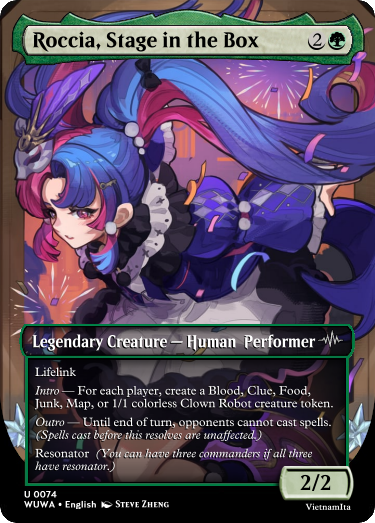 Roccia, Stage in the Box 2
Legendary Creature — Human Performer
Lifelink
Intro — For each player, create a Blood, Clue, Food,
Junk, Map, or 1/1 colorless Clown Robot creature token.
Outro — Until end of turn, opponents cannot cast spells.
(Spells cast before this resolves are unaffected.)
Resonator (You can have three commanders if all three
have resonator.)
2/2
U 0074
WUWA • English Steve Zheng
VietnamIta